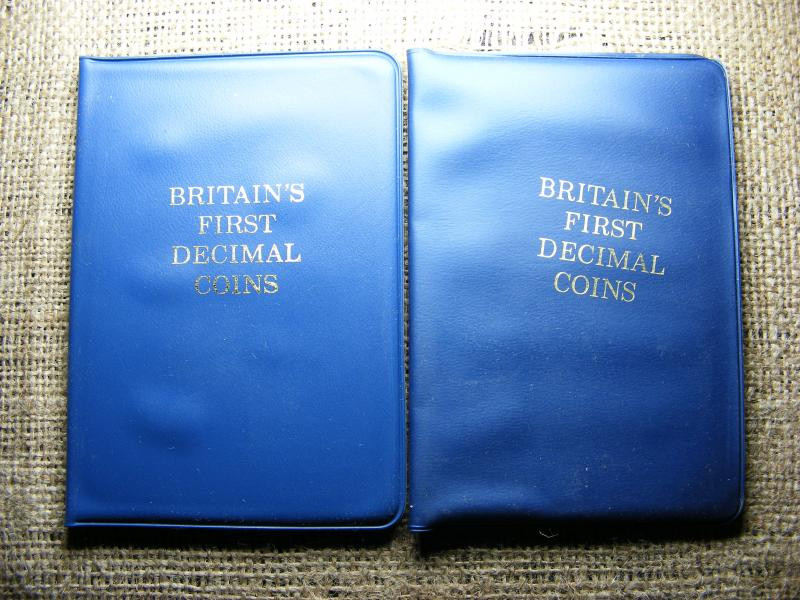 BRITAIN'S
FIRST
DECIMAL
COINS
BRITAIN'S
FIRST
DECIMAL
COINS